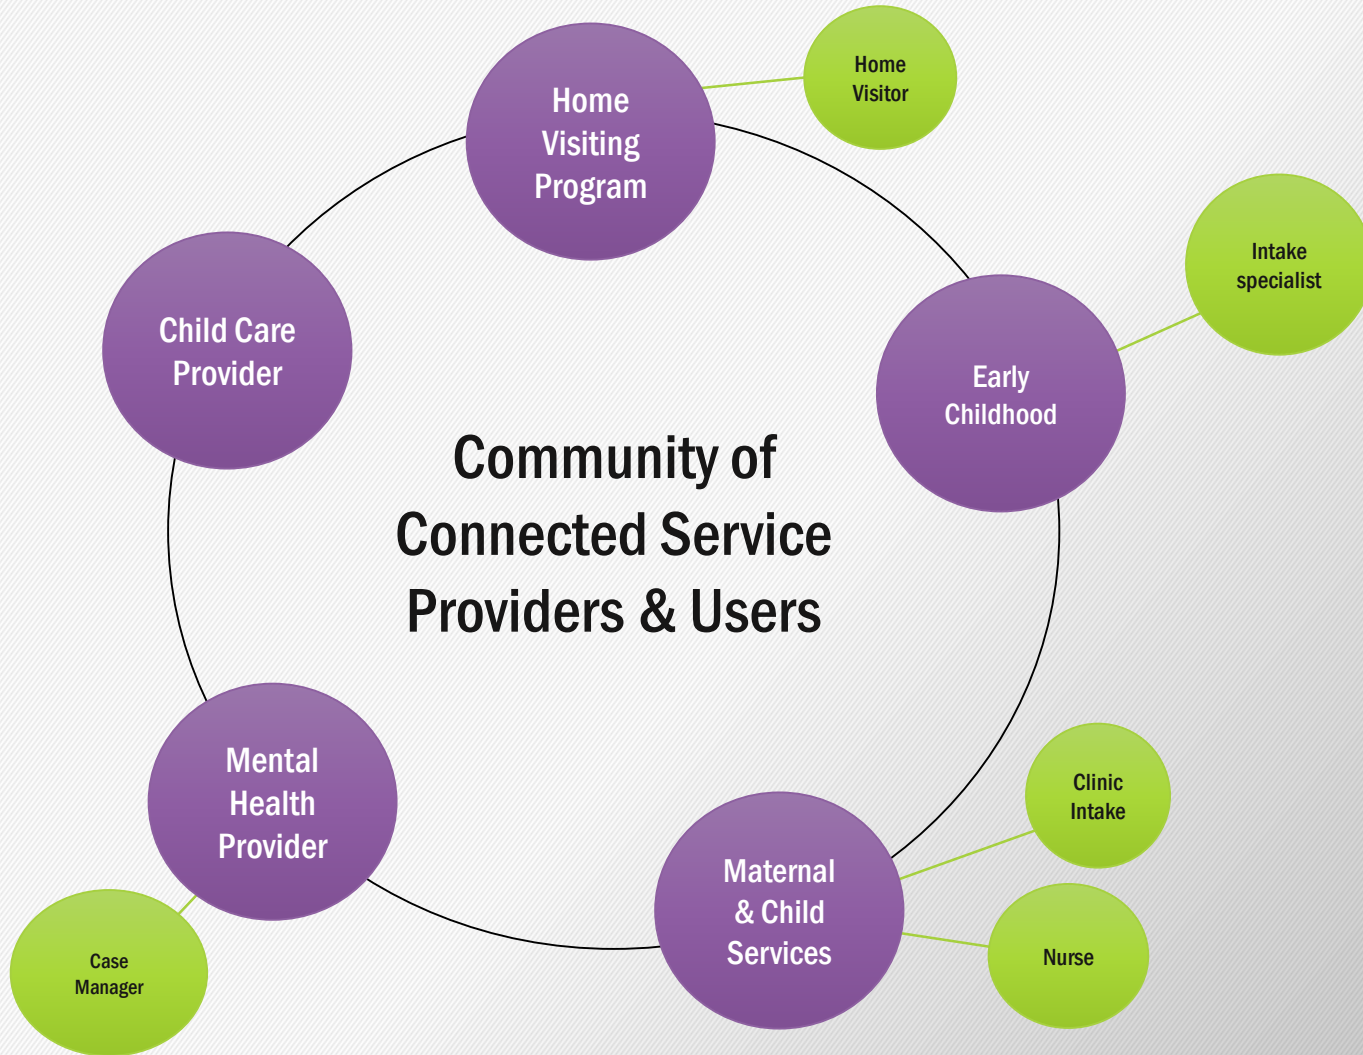 Home
Visiting
Program
Home
Visitor
Intake
specialist
Child Care
Provider
Early
Childhood
Community of
Connected Service
Providers & Users
Mental
Health
Provider
Clinic
Intake
Maternal
& Child
Services
Nurse
Case
Manager